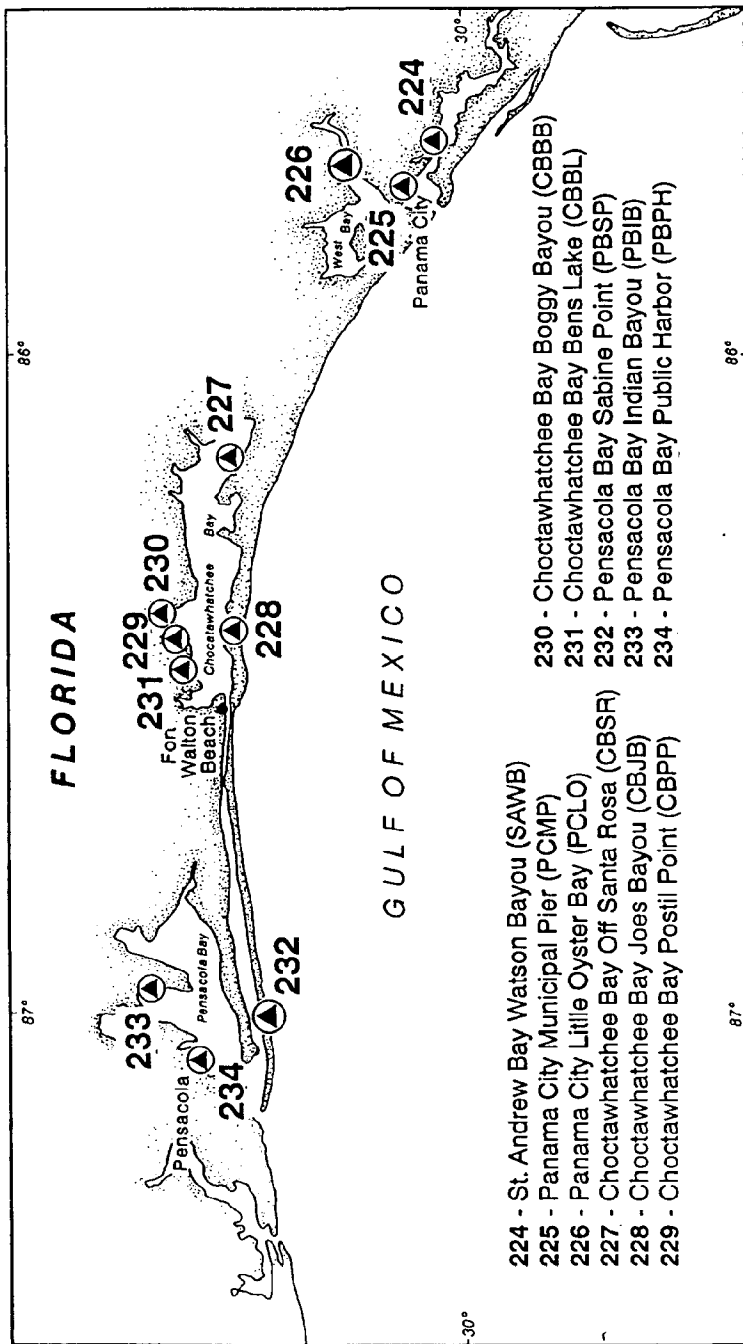 FLORIDA
87°
86°
30°
233
Pensacola
234
Pensacola Bay
232
231
229
230
Fon
Walton
Beach
Chocatawhatchee
Bay
228
227
226
West
Bay
225
Panama City
224
GULF OF MEXICO
224 - St. Andrew Bay Watson Bayou (SAWB)
225 - Panama City Municipal Pier (PCMP)
226 - Panama City Little Oyster Bay (PCLO)
227 - Choctawhatchee Bay Off Santa Rosa (CBSR)
228 - Choctawhatchee Bay Joes Bayou (CBJB)
229 - Choctawhatchee Bay Postil Point (CBPP)
230 - Choctawhatchee Bay Boggy Bayou (CBBB)
231 - Choctawhatchee Bay Bens Lake (CBBL)
232 - Pensacola Bay Sabine Point (PBSP)
233 - Pensacola Bay Indian Bayou (PBIB)
234 - Pensacola Bay Public Harbor (PBPH)
30°
87°
86°